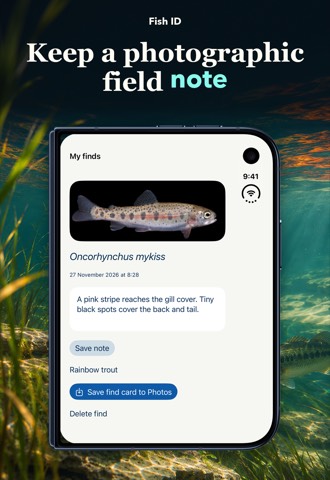 Fish ID
Keep a photographic
field note
My finds
9:41
Oncorhynchus mykiss
27 November 2026 at 8:28
A pink stripe reaches the gill cover. Tiny
black spots cover the back and tail.
Save note
Rainbow trout
Save find card to Photos
Delete find